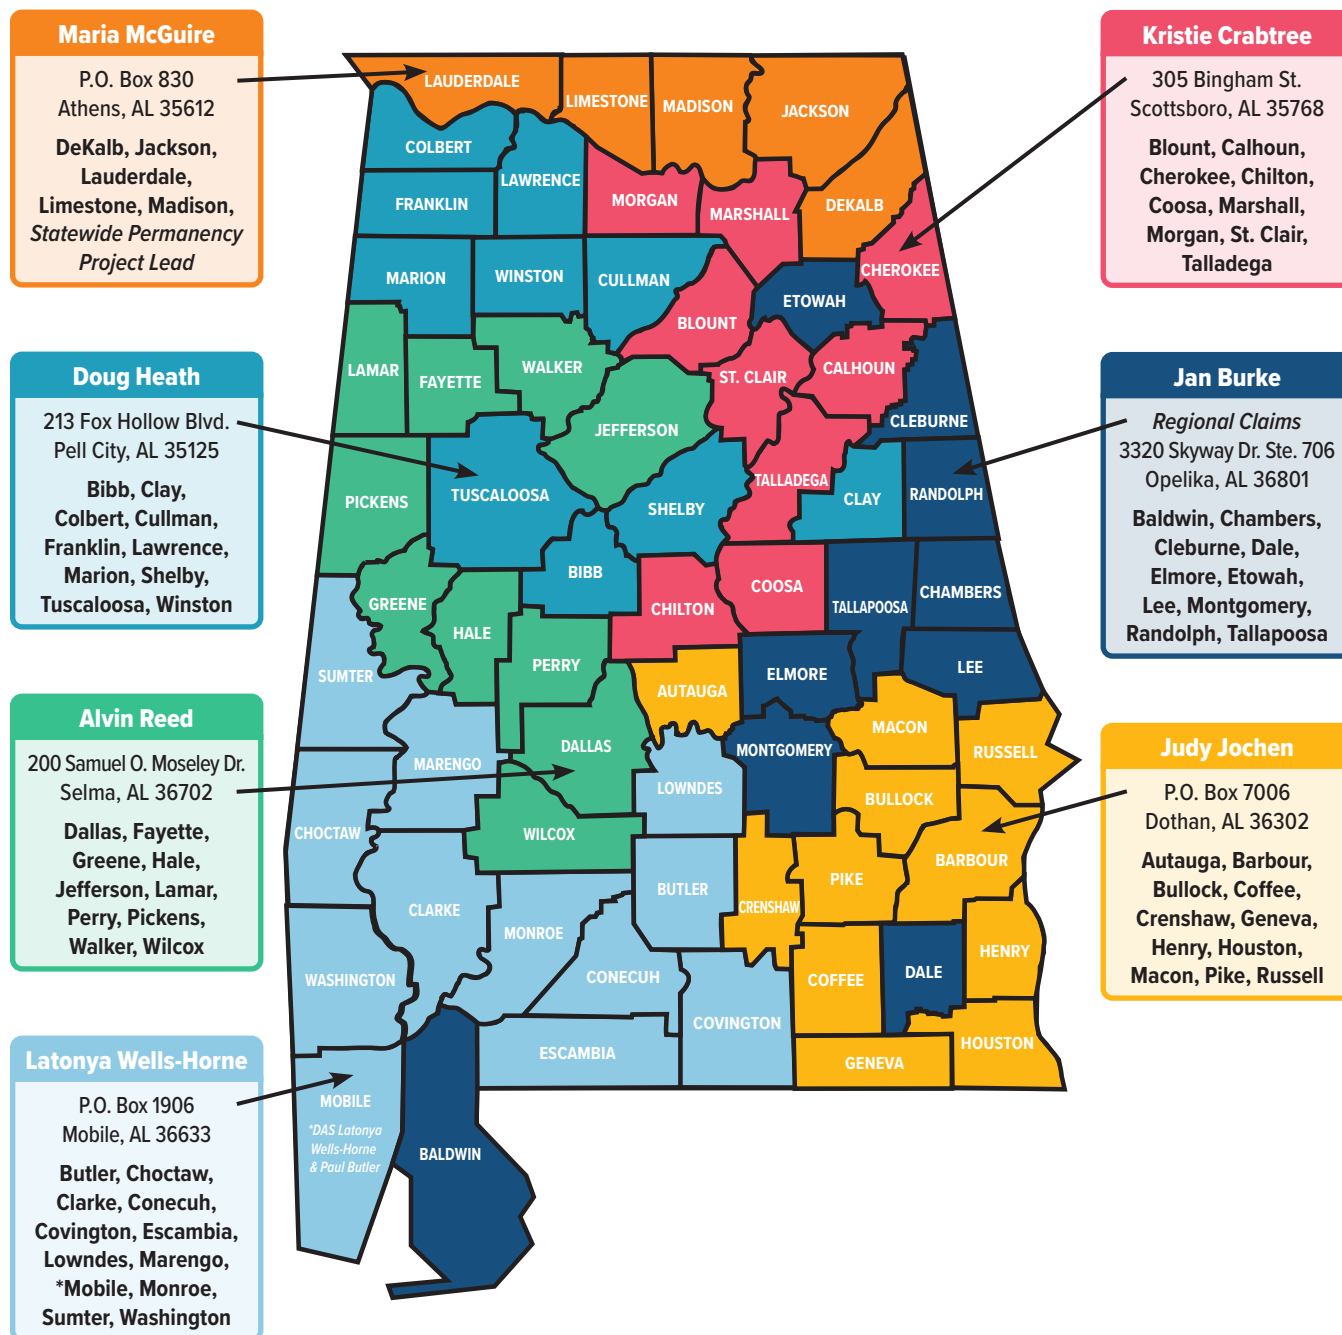 Maria McGuire
P.O. Box 830
Athens, AL 35612
DeKalb, Jackson,
Lauderdale,
Limestone, Madison,
Statewide Permanency
Project Lead
Doug Heath
213 Fox Hollow Blvd.
Pell City, AL 35125
Bibb, Clay,
Colbert, Cullman,
Franklin, Lawrence,
Marion, Shelby,
Tuscaloosa, Winston
Alvin Reed
200 Samuel O. Moseley Dr.
Selma, AL 36702
Dallas, Fayette,
Greene, Hale,
Jefferson, Lamar,
Perry, Pickens,
Walker, Wilcox
Latonya Wells-Horne
P.O. Box 1906
Mobile, AL 36633
Butler, Choctaw,
Clarke, Conecuh,
Covington, Escambia,
Lowndes, Marengo,
*Mobile, Monroe,
Sumter, Washington
LAUDERDALE
LIMESTONE
MADISON
JACKSON
COLBERT
LAWRENCE
FRANKLIN
MORGAN
MARSHALL
DEKALB
CHEROKEE
MARION
WINSTON
CULLMAN
ETOWAH
BLOUNT
LAMAR
FAYETTE
WALKER
ST. CLAIR
CALHOUN
CLEBURNE
JEFFERSON
PICKENS
TUSCALOOSA
SHELBY
TALLADEGA
CLAY
RANDOLPH
BIBB
GREENE
HALE
CHILTON
COOSA
TALLAPOOSA
CHAMBERS
SUMTER
PERRY
AUTAUGA
ELMORE
LEE
MACON
RUSSELL
MARENGO
DALLAS
MONTGOMERY
LOWNDES
BULLOCK
CHOCTAW
WILCOX
BARBOUR
PIKE
BUTLER
CRENSHAW
CLARKE
MONROE
HENRY
WASHINGTON
CONECUH
COFFEE
DALE
COVINGTON
ESCAMBIA
GENEVA
HOUSTON
MOBILE
*DAS Latonya
Wells-Horne
& Paul Butler
BALDWIN
Kristie Crabtree
305 Bingham St.
Scottsboro, AL 35768
Blount, Calhoun,
Cherokee, Chilton,
Coosa, Marshall,
Morgan, St. Clair,
Talladega
Jan Burke
Regional Claims
3320 Skyway Dr. Ste. 706
Opelika, AL 36801
Baldwin, Chambers,
Cleburne, Dale,
Elmore, Etowah,
Lee, Montgomery,
Randolph, Tallapoosa
Judy Jochen
P.O. Box 7006
Dothan, AL 36302
Autauga, Barbour,
Bullock, Coffee,
Crenshaw, Geneva,
Henry, Houston,
Macon, Pike, Russell